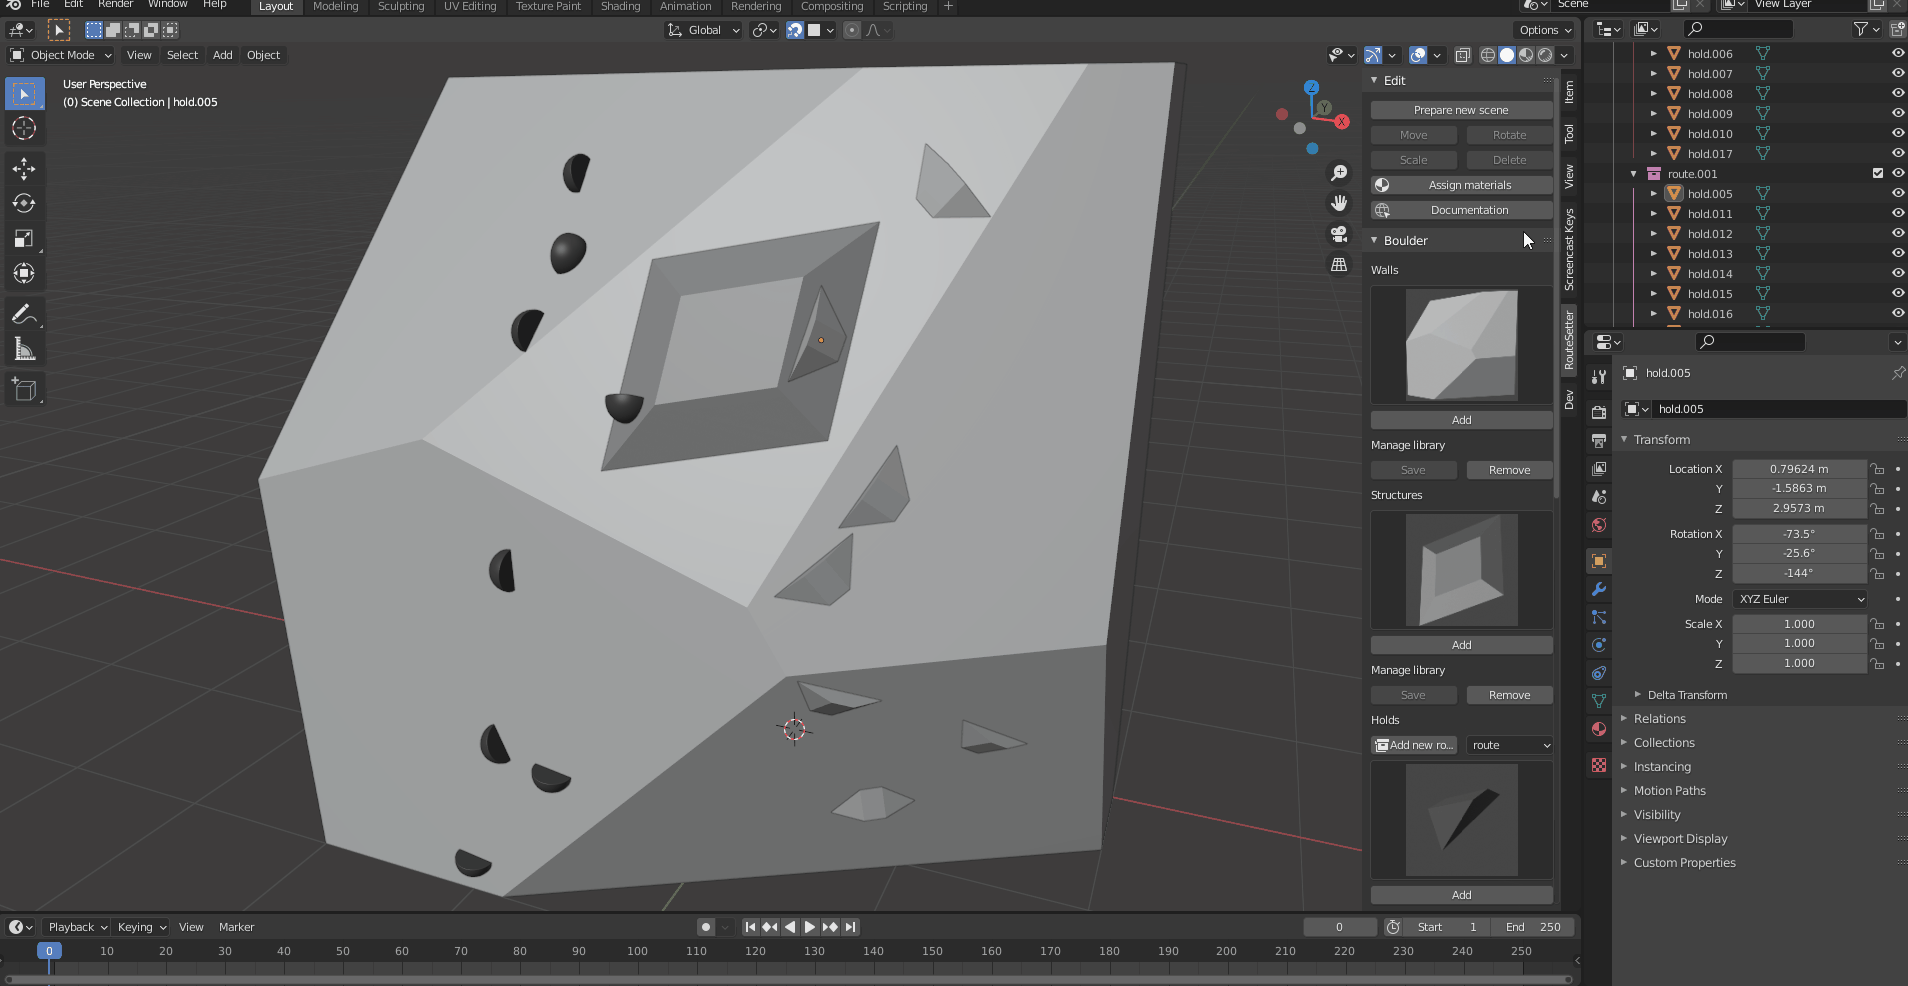 File Edit Render Window Help Layout Modeling Sculpting UV Editing Texture Paint Shading Animation Rendering Compositing Scripting + Scene View Layer
Global Options
Object Mode View Select Add Object
User Perspective
(0) Scene Collection | hold.005
Z
Y
X
Edit
Prepare new scene
Move Rotate
Scale Delete
Assign materials
Documentation
Boulder
Walls
Add
Manage library
Save Remove
Structures
Add
Manage library
Save Remove
Holds
Add new ro... route
Add
Item
Tool
View
Screencast Keys
RouteSetter
Dev
hold.006
hold.007
hold.008
hold.009
hold.010
hold.017
route.001
hold.005
hold.011
hold.012
hold.013
hold.014
hold.015
hold.016
hold.005
hold.005
Transform
Location X 0.79624 m
Y -1.5863 m
Z 2.9573 m
Rotation X -73.5°
Y -25.6°
Z -144°
Mode XYZ Euler
Scale X 1.000
Y 1.000
Z 1.000
Delta Transform
Relations
Collections
Instancing
Motion Paths
Visibility
Viewport Display
Custom Properties
Playback Keying View Marker 0 Start 1 End 250
0 10 20 30 40 50 60 70 80 90 100 110 120 130 140 150 160 170 180 190 200 210 220 230 240 250